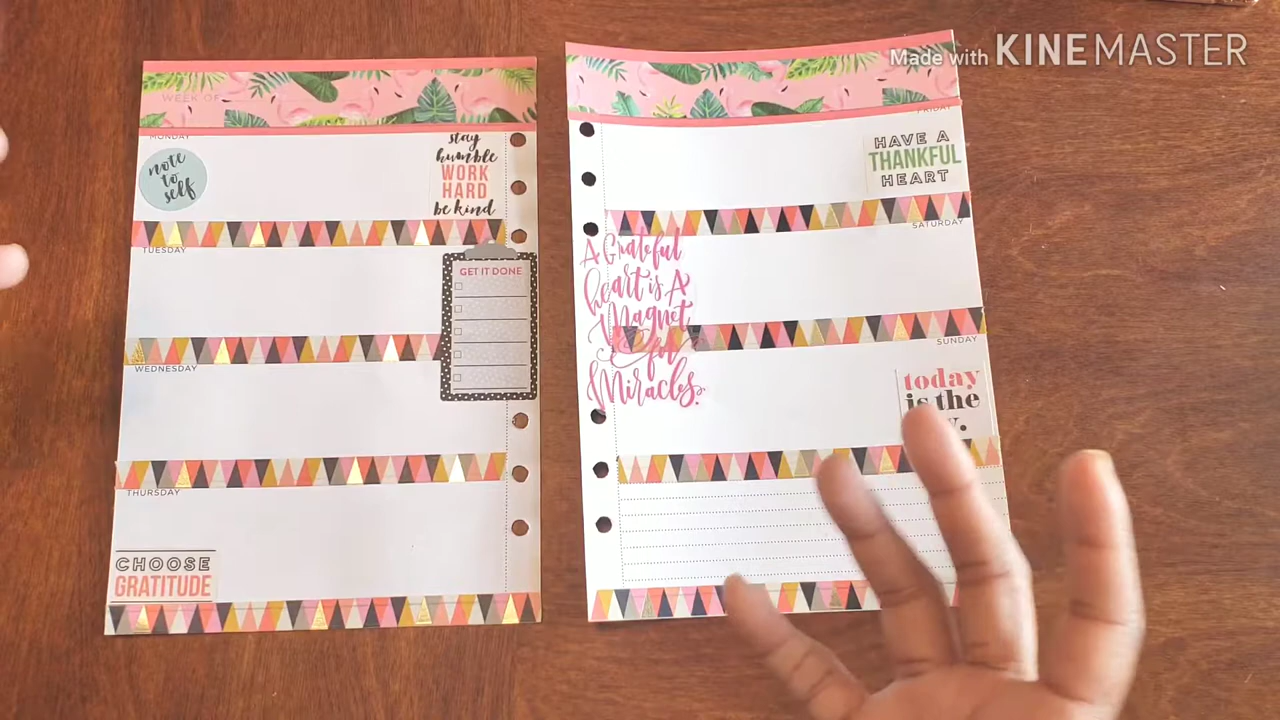 Made with KINEMASTER
WEEK OF
MONDAY
note
to
self
stay
humble
WORK
HARD
be kind
TUESDAY
GET IT DONE
WEDNESDAY
THURSDAY
CHOOSE
GRATITUDE
FRIDAY
HAVE A
THANKFUL
HEART
SATURDAY
A Grateful
heart is A
Magnet
for
Miracles.
SUNDAY
today
is the